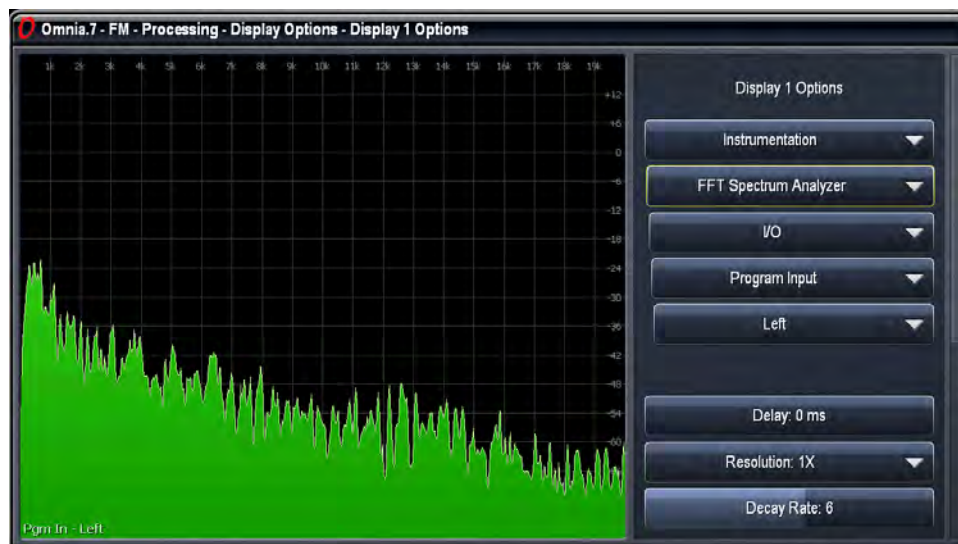 Omnia.7 - FM - Processing - Display Options - Display 1 Options
1k 2k 3k 4k 5k 6k 7k 8k 9k 10k 11k 12k 13k 14k 15k 16k 17k 18k 19k
+12
+6
0
-6
-12
-18
-24
-30
-36
-42
-48
-54
-60
Pgm In - Left
Display 1 Options
Instrumentation
FFT Spectrum Analyzer
I/O
Program Input
Left
Delay: 0 ms
Resolution: 1X
Decay Rate: 6